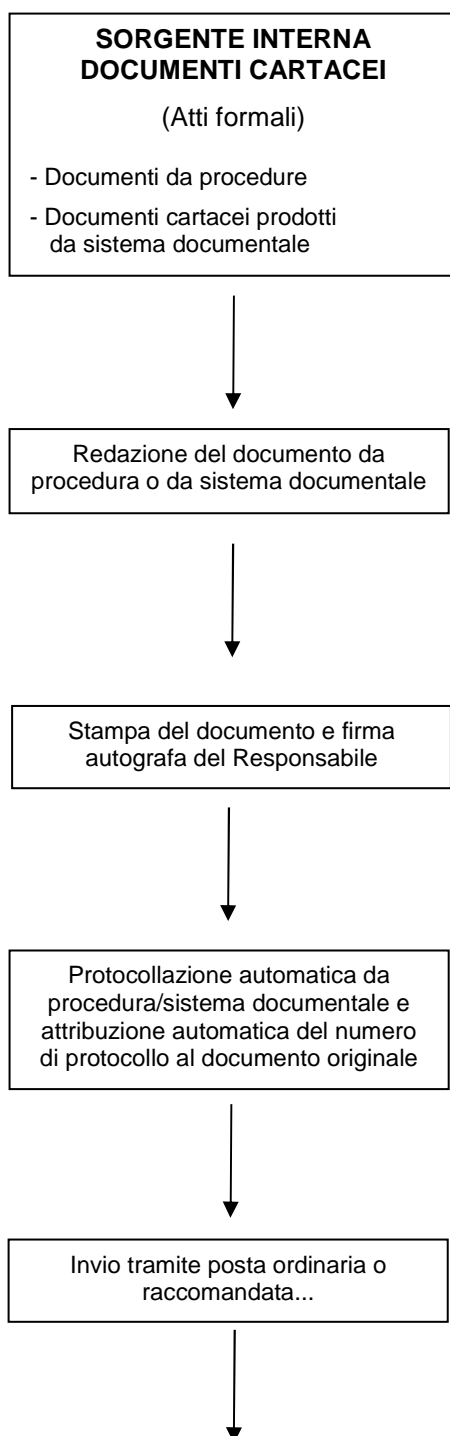 SORGENTE INTERNA
DOCUMENTI CARTACEI
(Atti formali)
- Documenti da procedure
- Documenti cartacei prodotti
da sistema documentale
Redazione del documento da
procedura o da sistema documentale
Stampa del documento e firma
autografa del Responsabile
Protocollazione automatica da
procedura/sistema documentale e
attribuzione automatica del numero
di protocollo al documento originale
Invio tramite posta ordinaria o
raccomandata...